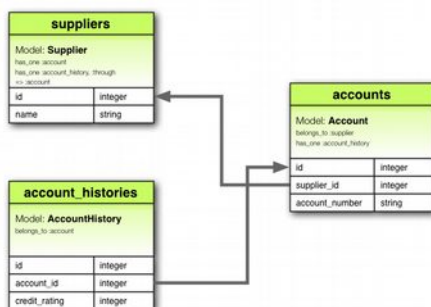 suppliers
Model: Supplier
has_one :account
has_one :account_history, :through
=> :account
id integer
name string
accounts
Model: Account
belongs_to :supplier
has_one :account_history
id integer
supplier_id integer
account_number string
account_histories
Model: AccountHistory
belongs_to :account
id integer
account_id integer
credit_rating integer